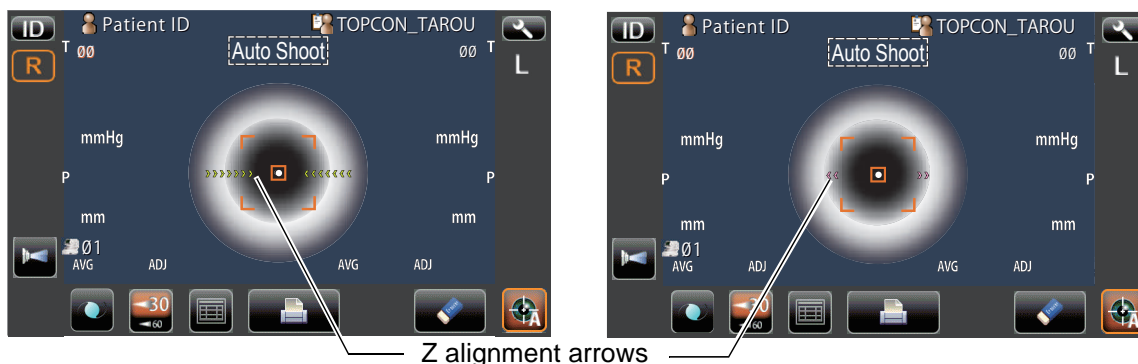 ID Patient ID TOPCON_TAROU
T 00 Auto Shoot 00 T
R L
mmHg mmHg
P P
mm mm
01
AVG ADJ AVG ADJ
30
60
A
ID Patient ID TOPCON_TAROU
T 00 Auto Shoot 00 T
R L
mmHg mmHg
P P
mm mm
01
AVG ADJ AVG ADJ
30
60
A
Z alignment arrows